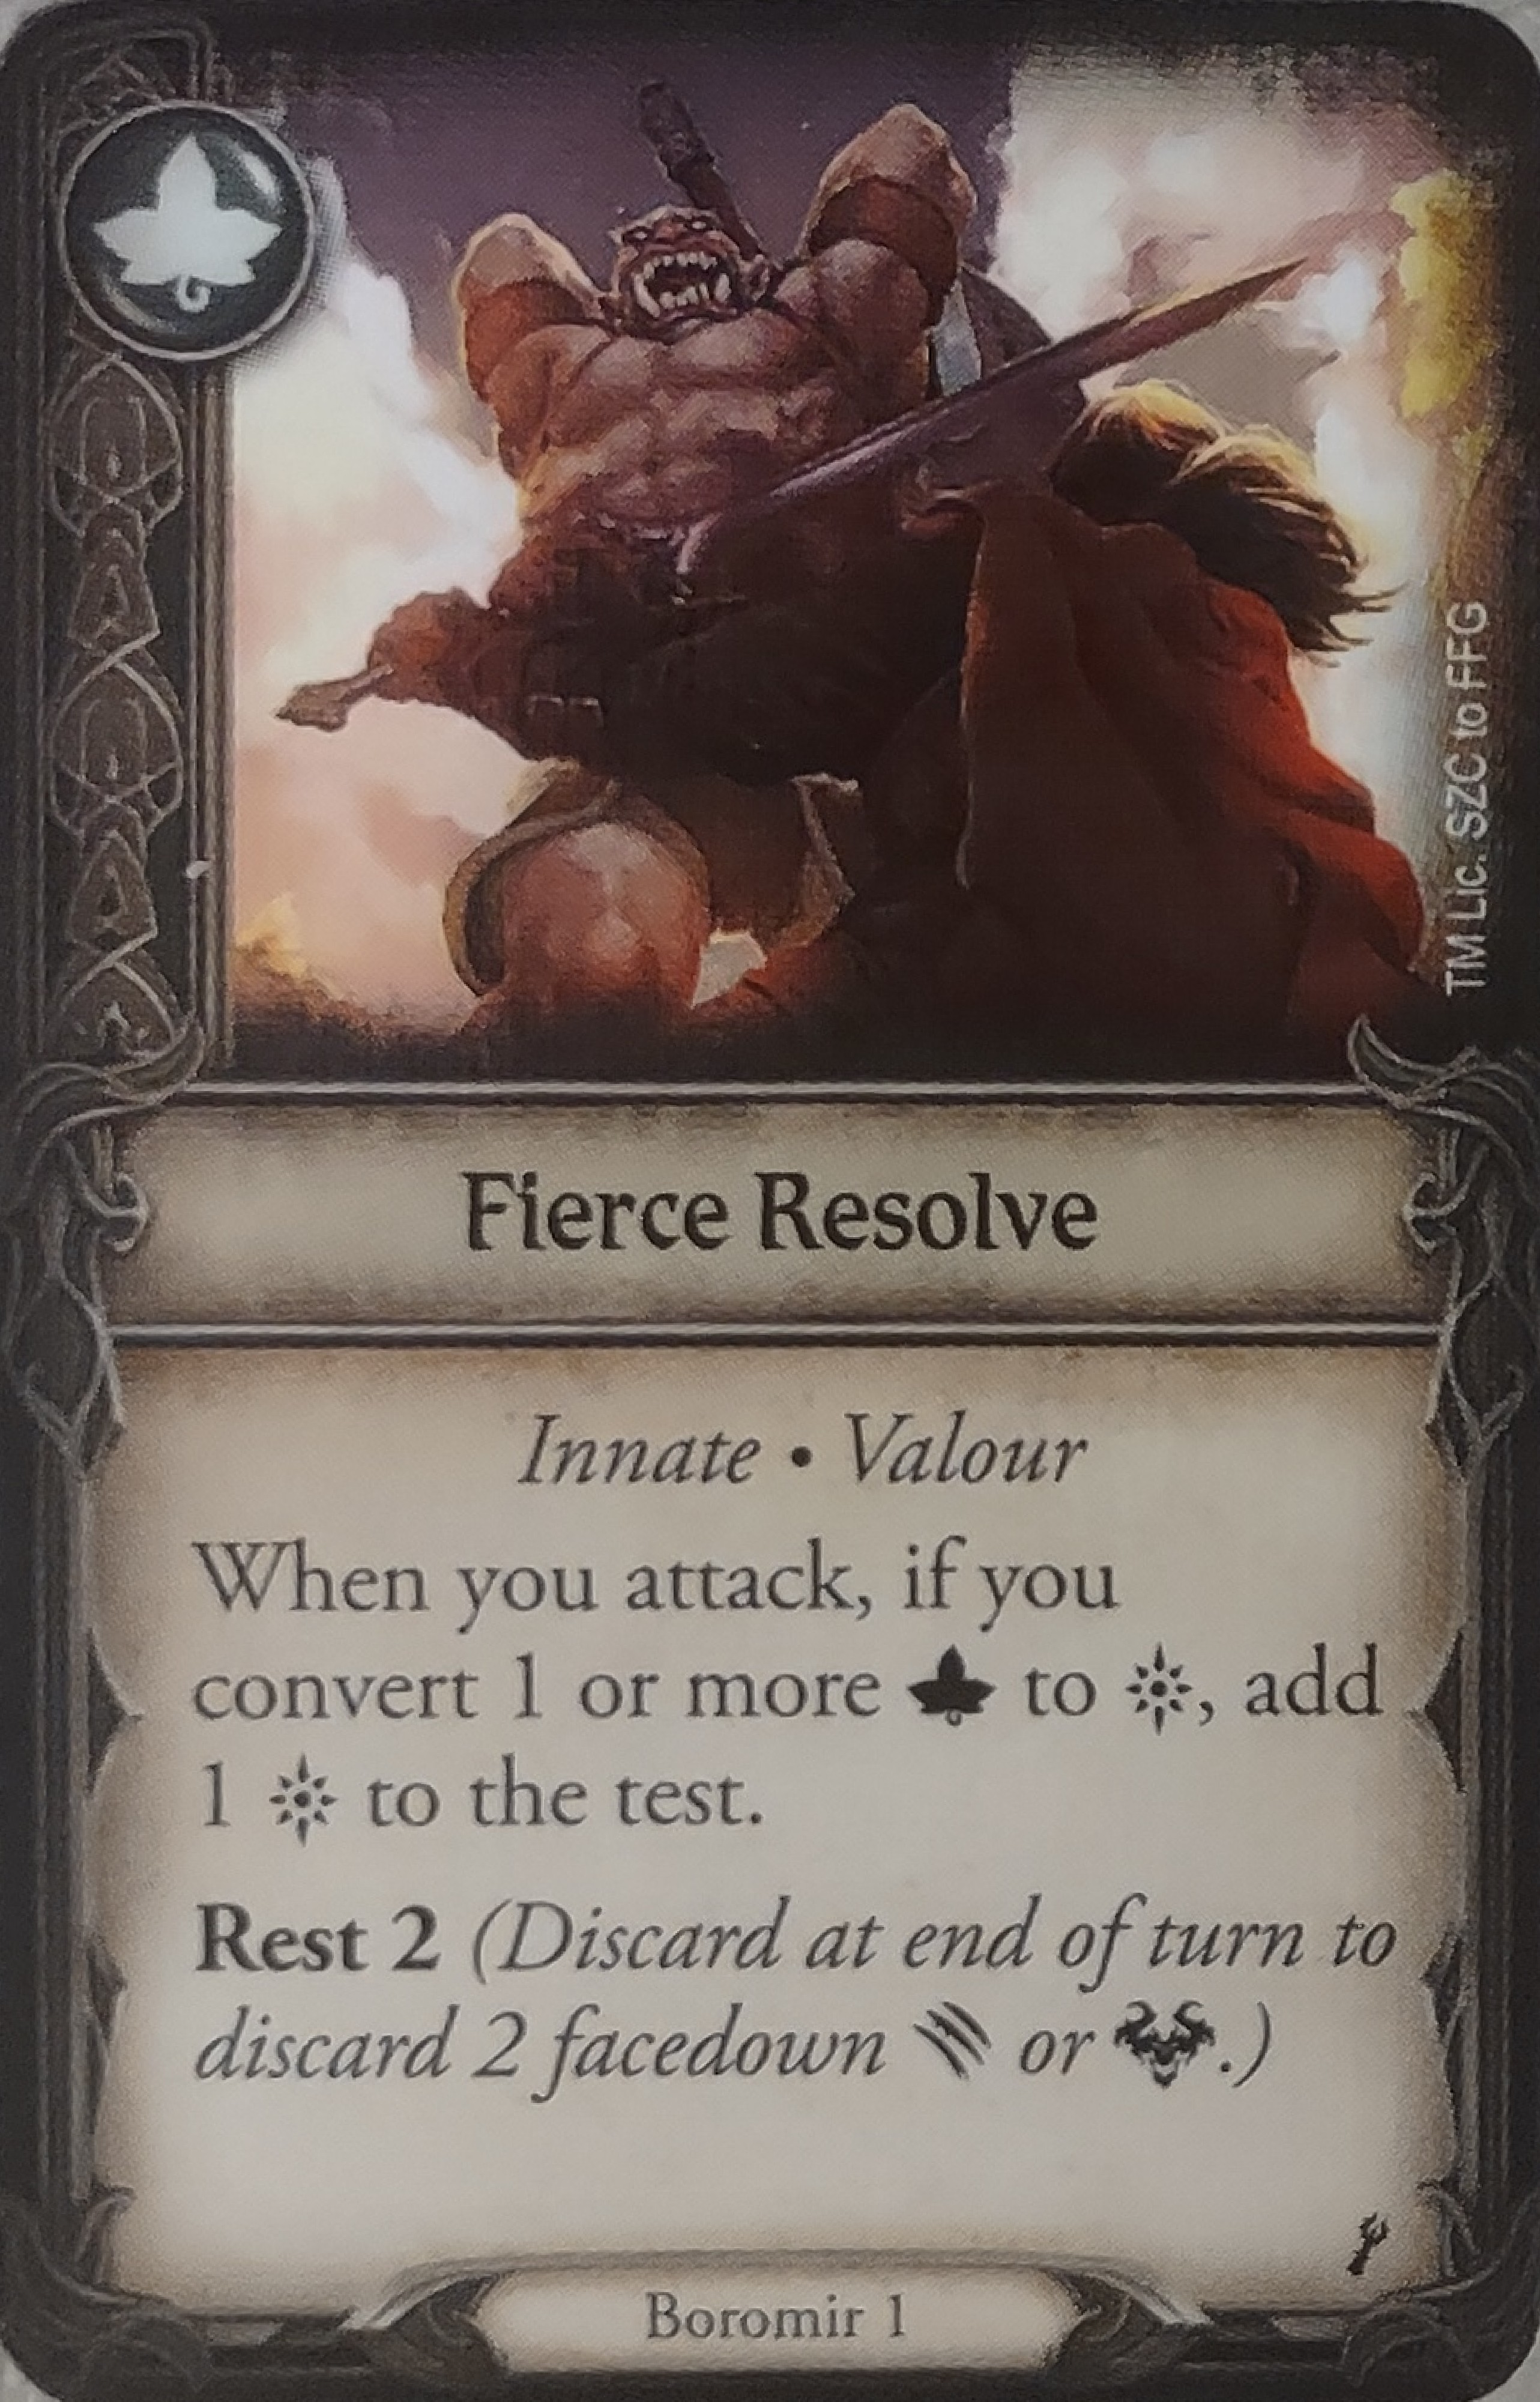 TM Lic. SZC to FFG
Fierce Resolve
Innate • Valour
When you attack, if you
convert 1 or more to , add
1 to the test.
Rest 2 (Discard at end of turn to
discard 2 facedown or .)
Boromir 1